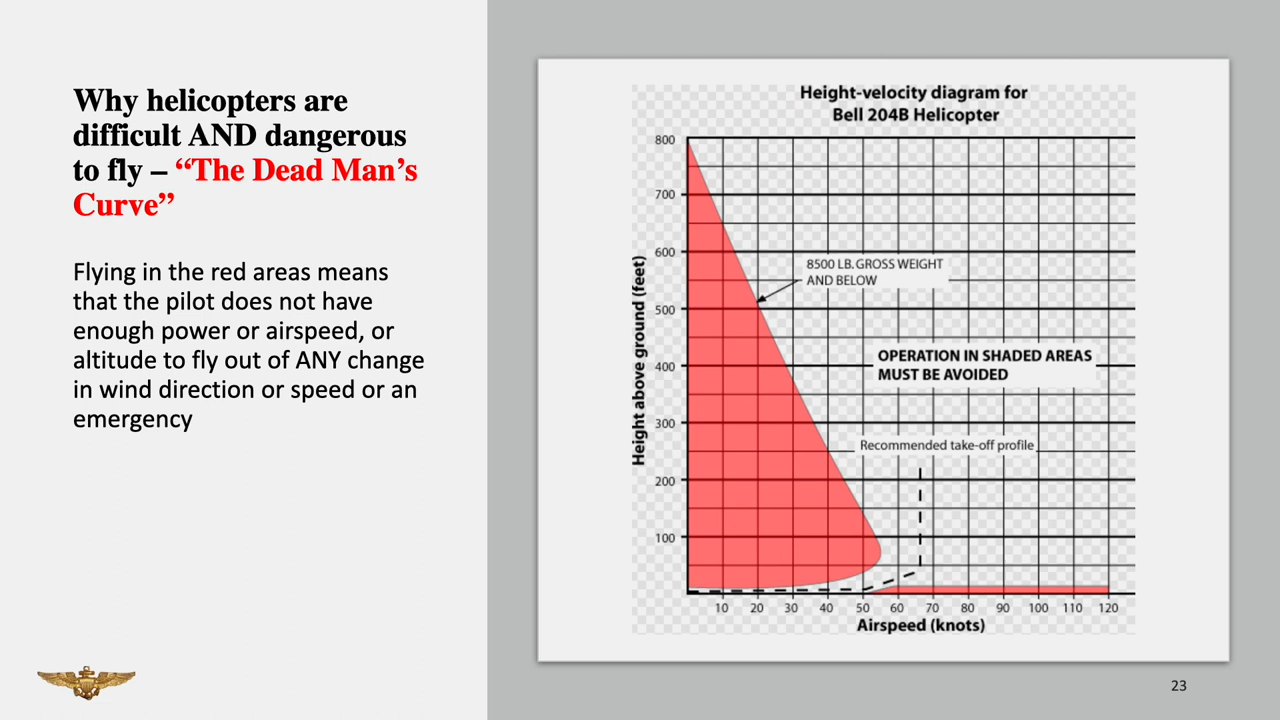 Why helicopters are
difficult AND dangerous
to fly – “The Dead Man’s
Curve”
Flying in the red areas means
that the pilot does not have
enough power or airspeed, or
altitude to fly out of ANY change
in wind direction or speed or an
emergency
Height-velocity diagram for
Bell 204B Helicopter
Height above ground (feet)
800
700
600
500
400
300
200
100
8500 LB. GROSS WEIGHT
AND BELOW
OPERATION IN SHADED AREAS
MUST BE AVOIDED
Recommended take-off profile
10 20 30 40 50 60 70 80 90 100 110 120
Airspeed (knots)
23